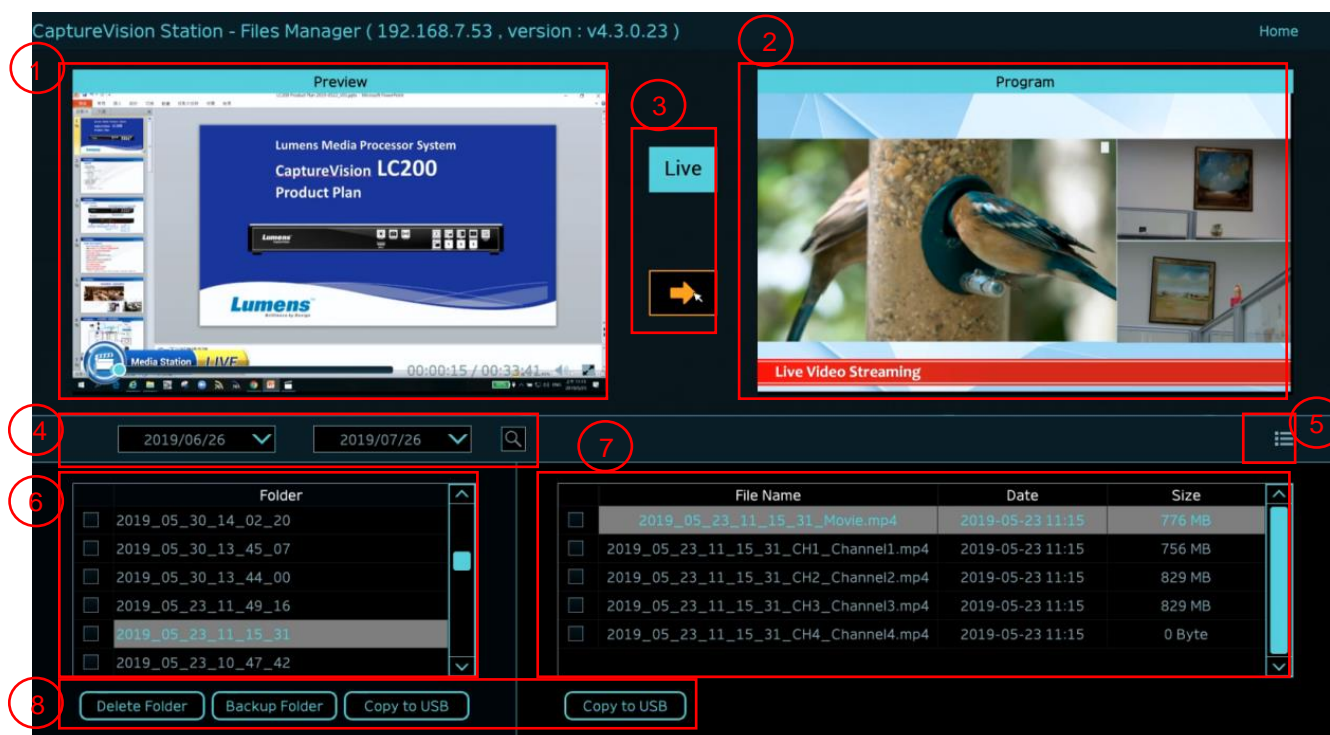 CaptureVision Station - Files Manager ( 192.168.7.53 , version : v4.3.0.23 )
Home
1
2
3
Preview
Program
Lumens Media Processor System
CaptureVision LC200
Product Plan
Lumens
Lumens
Media Station LIVE
00:00:15 / 00:33:41
Live
Live Video Streaming
4
2019/06/26
2019/07/26
5
6
7
Folder
2019_05_30_14_02_20
2019_05_30_13_45_07
2019_05_30_13_44_00
2019_05_23_11_49_16
2019_05_23_11_15_31
2019_05_23_10_47_42
File Name Date Size
2019_05_23_11_15_31_Movie.mp4 2019-05-23 11:15 776 MB
2019_05_23_11_15_31_CH1_Channel1.mp4 2019-05-23 11:15 756 MB
2019_05_23_11_15_31_CH2_Channel2.mp4 2019-05-23 11:15 829 MB
2019_05_23_11_15_31_CH3_Channel3.mp4 2019-05-23 11:15 829 MB
2019_05_23_11_15_31_CH4_Channel4.mp4 2019-05-23 11:15 0 Byte
8
Delete Folder
Backup Folder
Copy to USB
Copy to USB